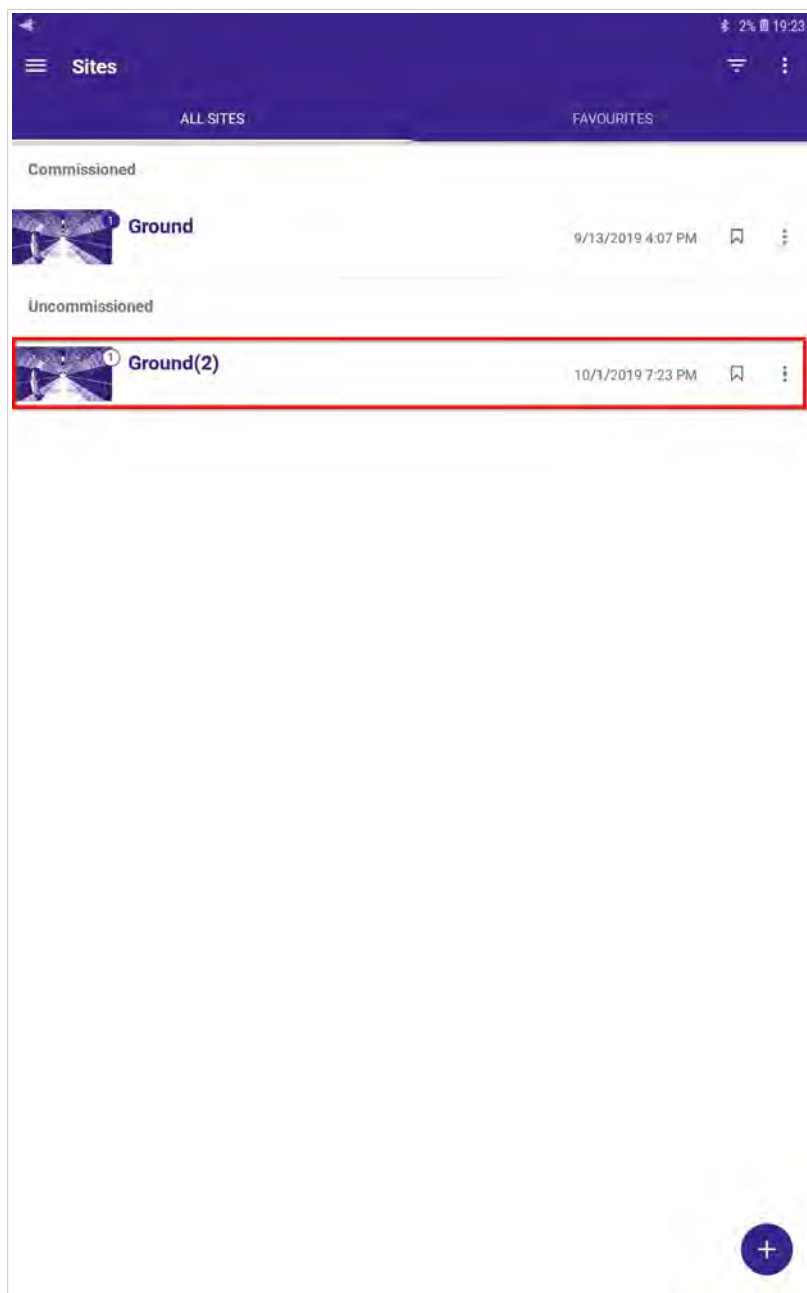 2% 19:23
Sites
ALL SITES FAVOURITES
Commissioned
1 Ground 9/13/2019 4:07 PM
Uncommissioned
1 Ground(2) 10/1/2019 7:23 PM